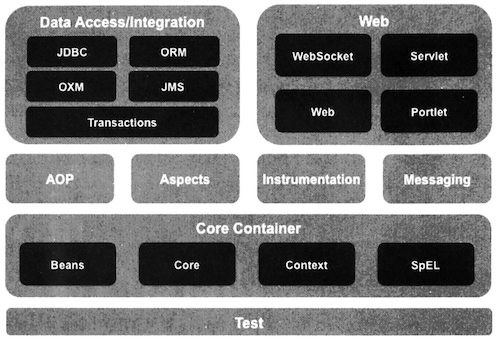 Data Access/Integration
JDBC
ORM
OXM
JMS
Transactions
Web
WebSocket
Servlet
Web
Portlet
AOP
Aspects
Instrumentation
Messaging
Core Container
Beans
Core
Context
SpEL
Test